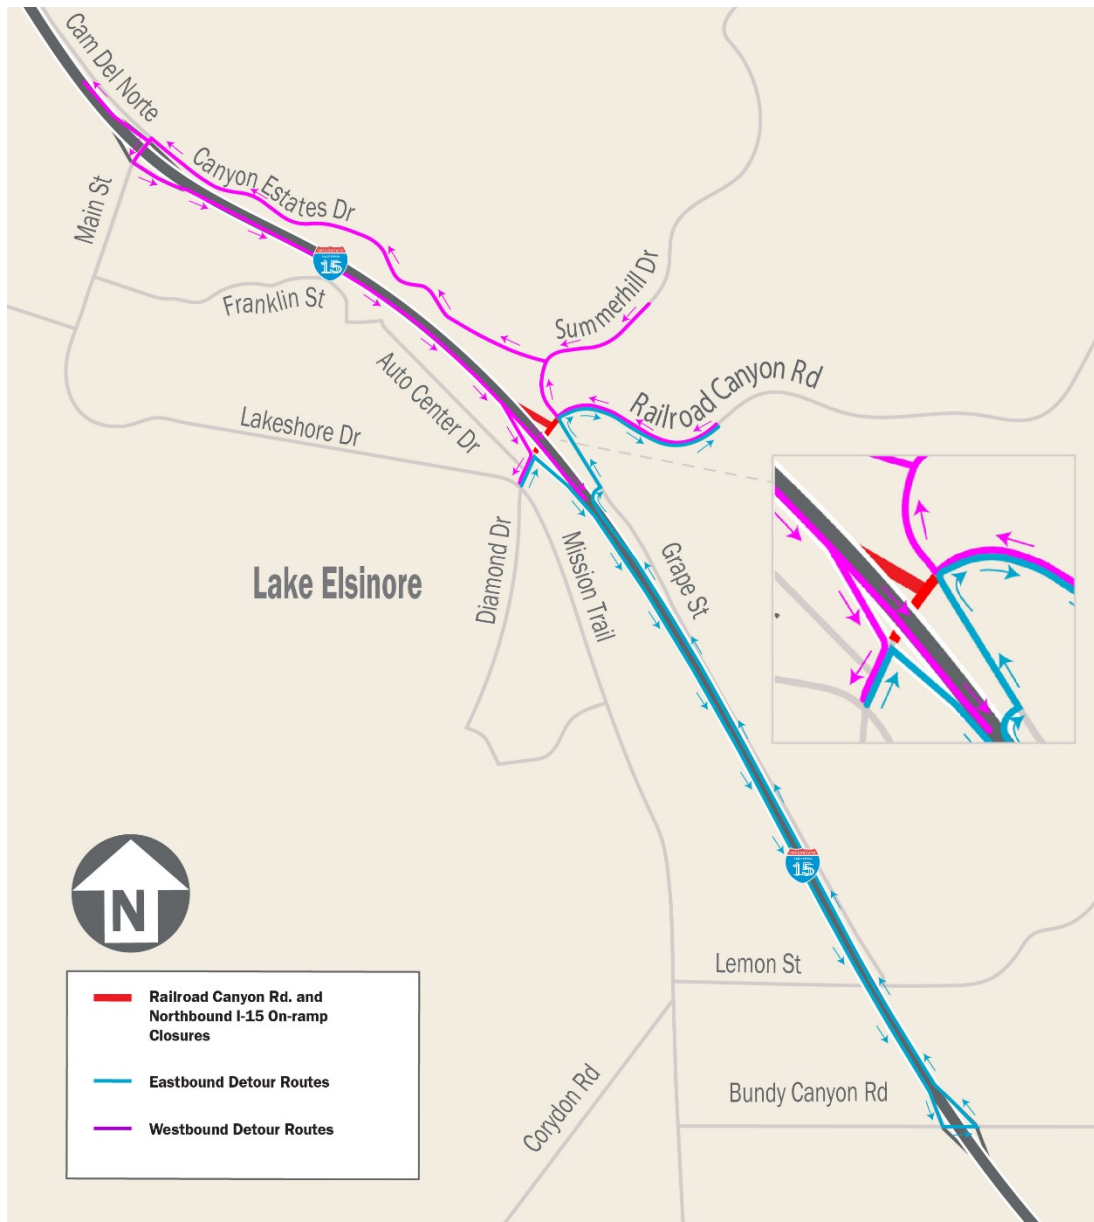 Cam Del Norte
Canyon Estates Dr
Main St
15
Franklin St
Summerhill Dr
Auto Center Dr
Railroad Canyon Rd
Lakeshore Dr
Diamond Dr
Mission Trail
Grape St
Lake Elsinore
15
N
Lemon St
Corydon Rd
Bundy Canyon Rd
Railroad Canyon Rd. and
Northbound I-15 On-ramp
Closures
Eastbound Detour Routes
Westbound Detour Routes